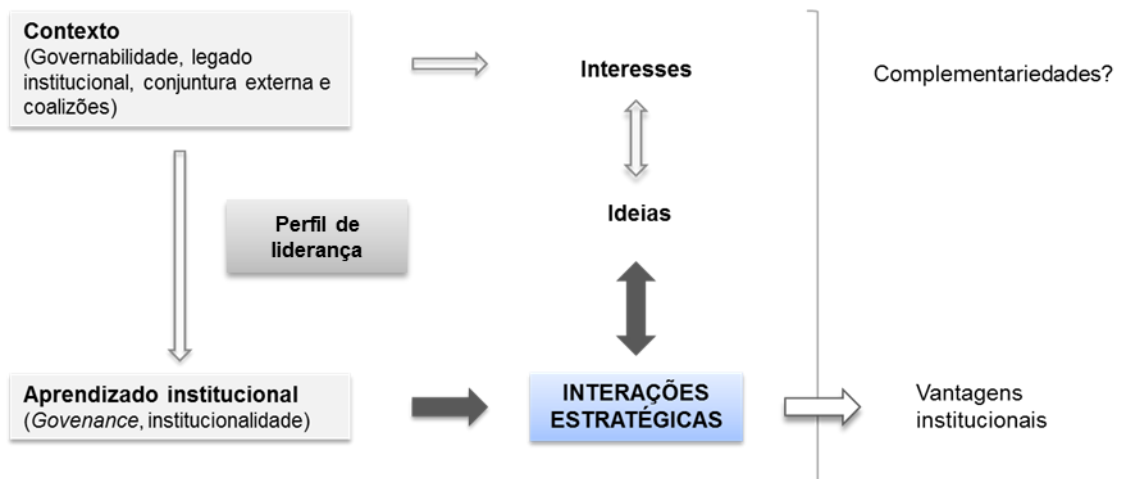 Contexto
(Governabilidade, legado
institucional, conjuntura externa e
coalizões)
Interesses
Complementariedades?
Ideias
Perfil de
liderança
Aprendizado institucional
(Governance, institucionalidade)
INTERAÇÕES
ESTRATÉGICAS
Vantagens
institucionais